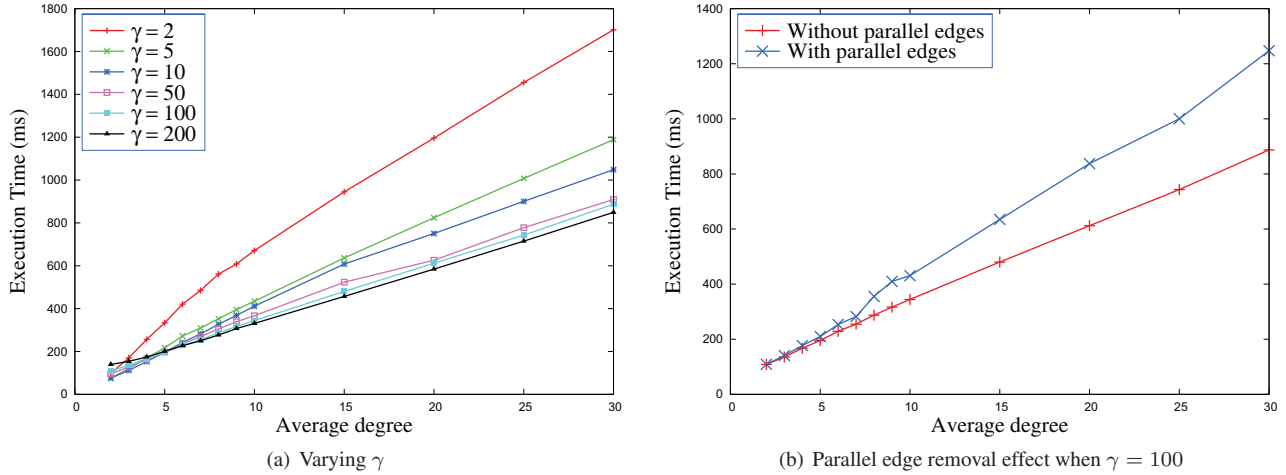 1800
1600
1400
1200
1000
800
600
400
200
0
Execution Time (ms)
γ = 2
γ = 5
γ = 10
γ = 50
γ = 100
γ = 200
0 5 10 15 20 25 30
Average degree
(a) Varying γ
1400
1200
1000
800
600
400
200
0
Execution Time (ms)
Without parallel edges
With parallel edges
0 5 10 15 20 25 30
Average degree
(b) Parallel edge removal effect when γ = 100